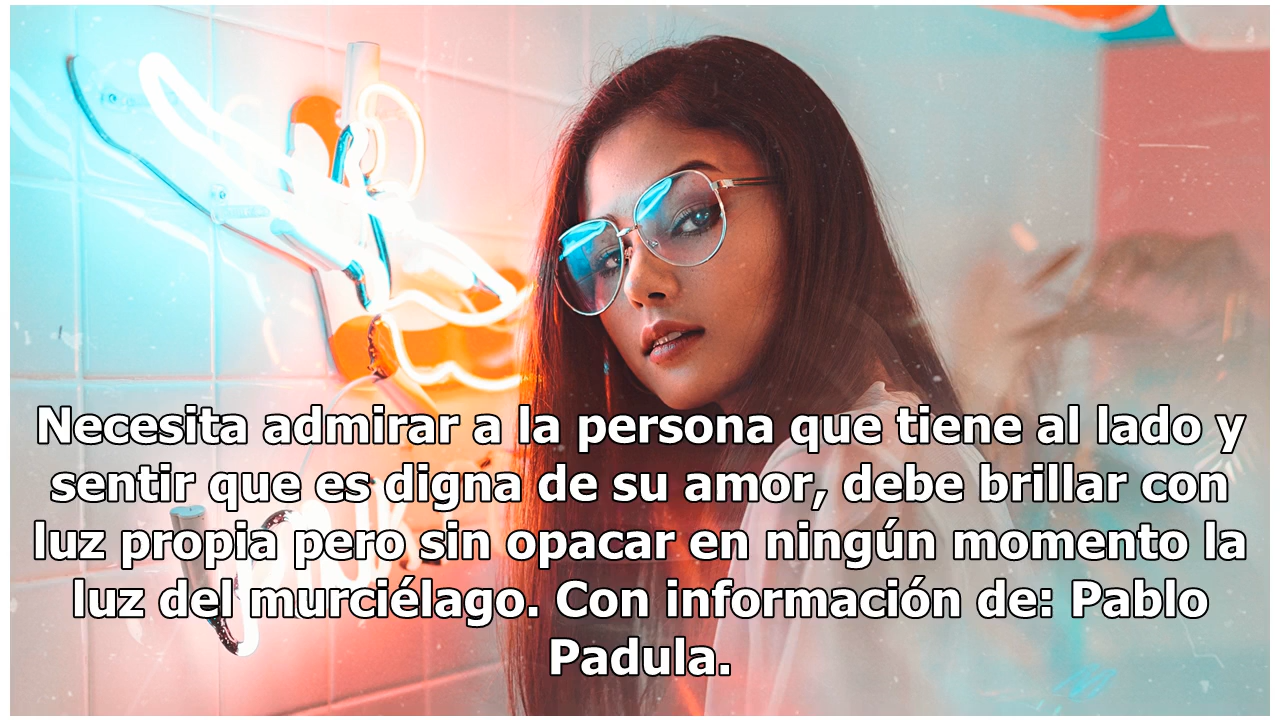 Necesita admirar a la persona que tiene al lado y
sentir que es digna de su amor, debe brillar con
luz propia pero sin opacar en ningún momento la
luz del murciélago. Con información de: Pablo
Padula.